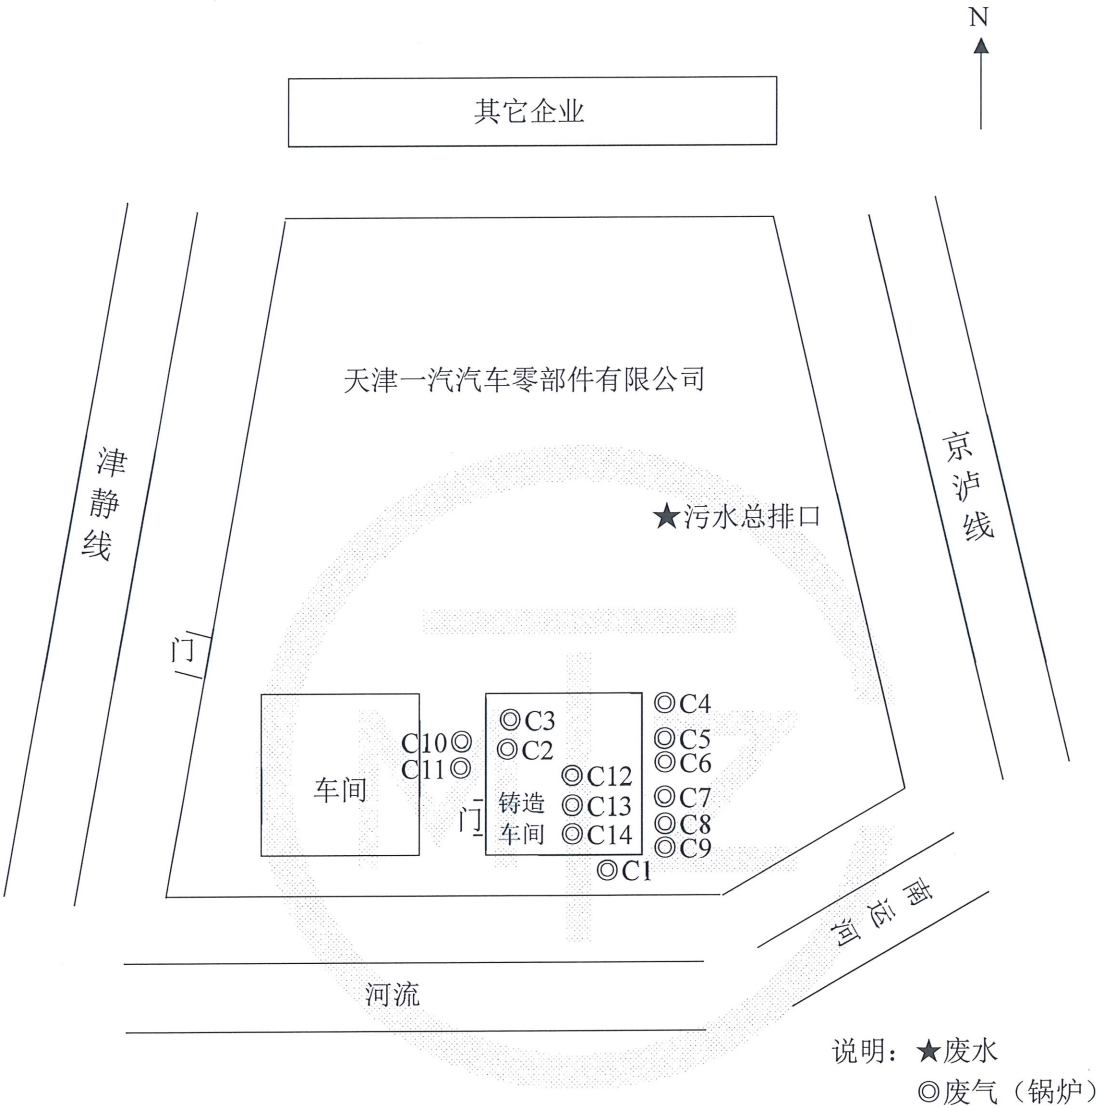 N
其它企业
天津一汽汽车零部件有限公司
津静线
京泸线
★污水总排口
门
◎C4
◎C3
C10◎
◎C5
◎C2
◎C6
C11◎
◎C12
车间
◎C7
铸造
◎C13
门
◎C8
车间
◎C14
◎C9
◎C1
南运河
河流
说明：★废水
◎废气（锅炉）